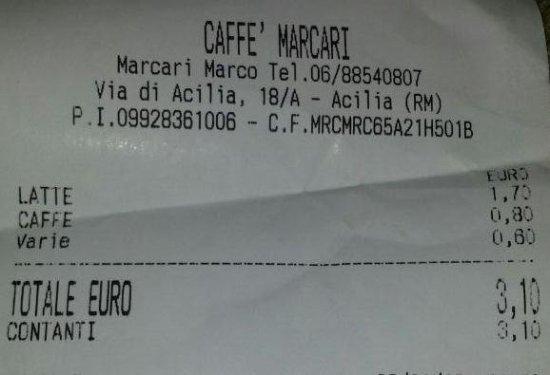 CAFFE' MARCARI
Marcari Marco Tel.06/88540807
Via di Acilia, 18/A - Acilia (RM)
P.I.09928361006 - C.F.MRCMRC65A21H501B
EURO
LATTE 1,70
CAFFE 0,80
Varie 0,60
TOTALE EURO 3,10
CONTANTI 3,10